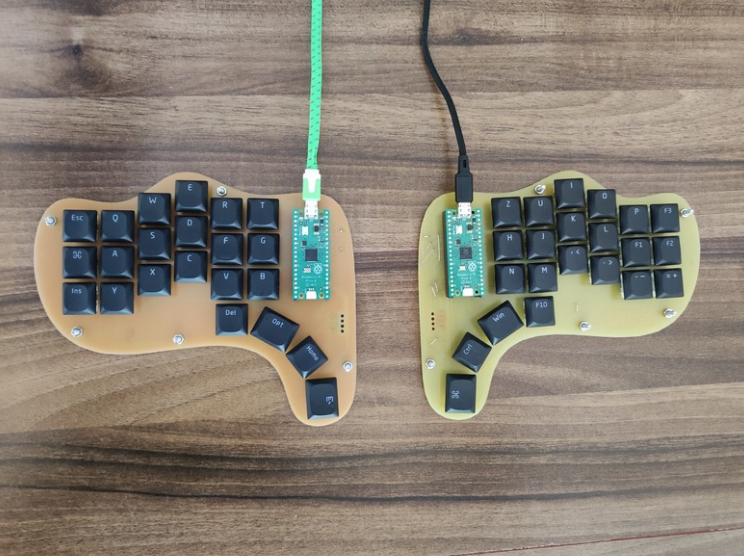 Esc Q W E R T
⌘ A S D F G
Ins Y X C V B
Del Opt
Home
E-
Z U I O P F3
H J L F1 F2
N M
F10
Win
Ctrl
⌘